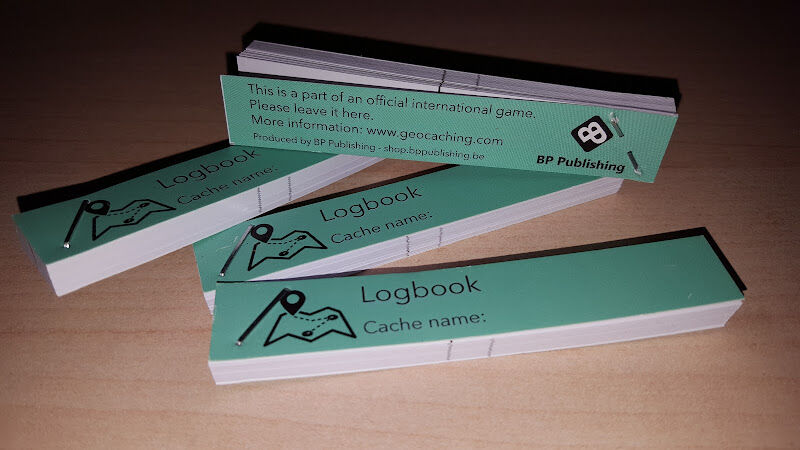 This is a part of an official international game.
Please leave it here.
More information: www.geocaching.com
Produced by BP Publishing - shop.bppublishing.be
BP
BP Publishing
Logbook
Cache name:
Logbook
Cache name:
Logbook
Cache name: